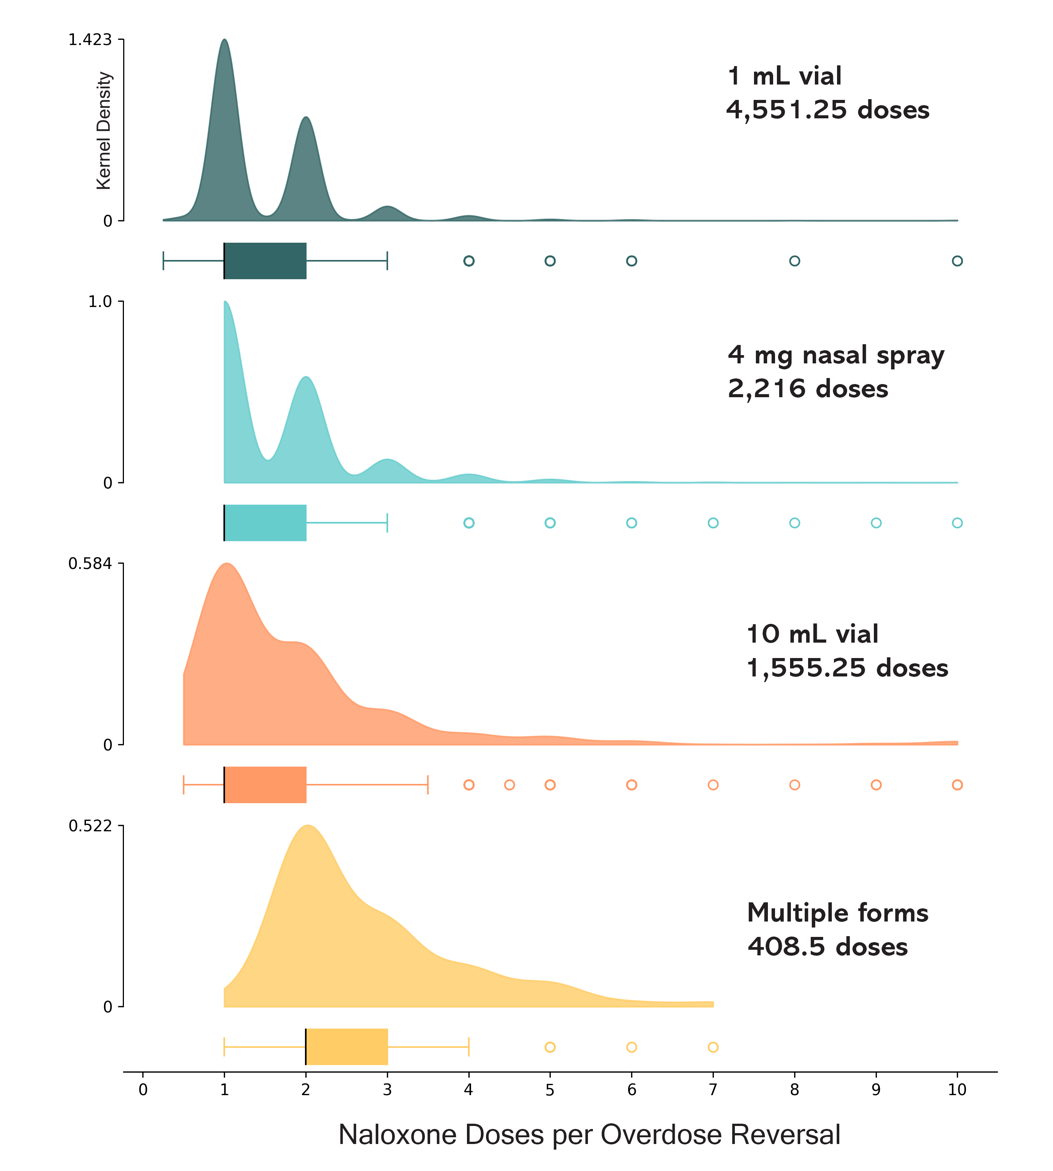 1.423
Kernel Density
0
1 mL vial
4,551.25 doses
1.0
0
4 mg nasal spray
2,216 doses
0.584
0
10 mL vial
1,555.25 doses
0.522
0
Multiple forms
408.5 doses
0 1 2 3 4 5 6 7 8 9 10
Naloxone Doses per Overdose Reversal